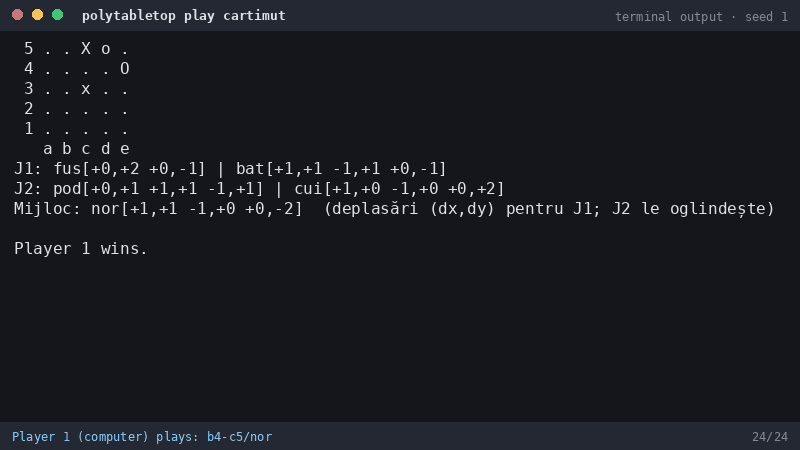 polytabletop play cartimut
terminal output · seed 1
5 . . X o .
4 . . . . O
3 . . x . .
2 . . . . .
1 . . . . .
a b c d e
J1: fus[+0,+2 +0,-1] | bat[+1,+1 -1,+1 +0,-1]
J2: pod[+0,+1 +1,+1 -1,+1] | cui[+1,+0 -1,+0 +0,+2]
Mijloc: nor[+1,+1 -1,+0 +0,-2]  (deplasări (dx,dy) pentru J1; J2 le oglindește)
Player 1 wins.
Player 1 (computer) plays: b4-c5/nor
24/24